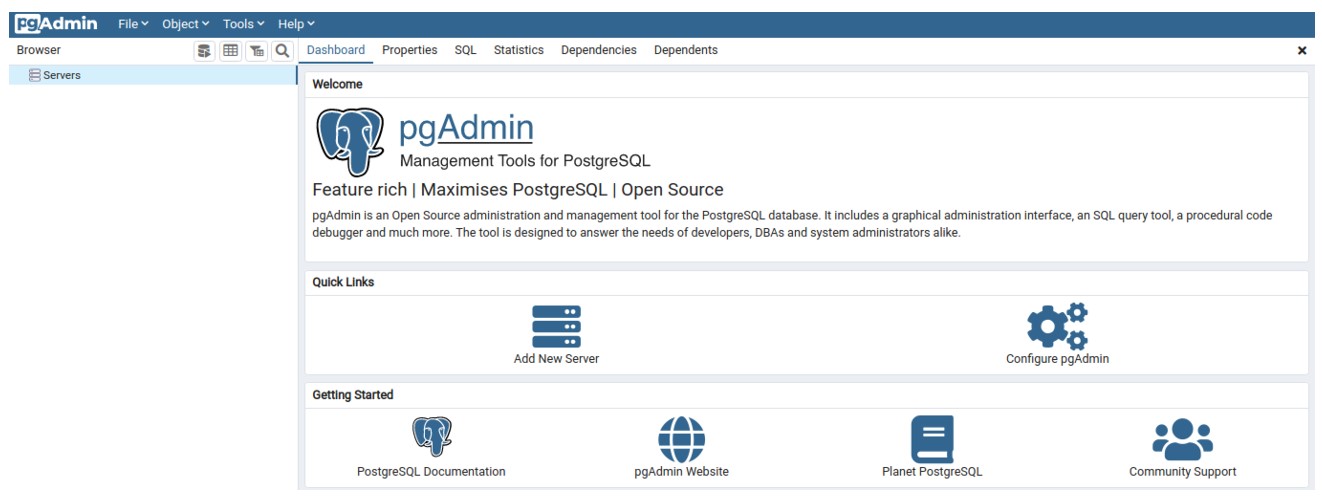 pgAdmin File Object Tools Help
Browser Dashboard Properties SQL Statistics Dependencies Dependents
Servers
Welcome
pgAdmin
Management Tools for PostgreSQL
Feature rich | Maximises PostgreSQL | Open Source
pgAdmin is an Open Source administration and management tool for the PostgreSQL database. It includes a graphical administration interface, an SQL query tool, a procedural code
debugger and much more. The tool is designed to answer the needs of developers, DBAs and system administrators alike.
Quick Links
Add New Server Configure pgAdmin
Getting Started
PostgreSQL Documentation pgAdmin Website Planet PostgreSQL Community Support